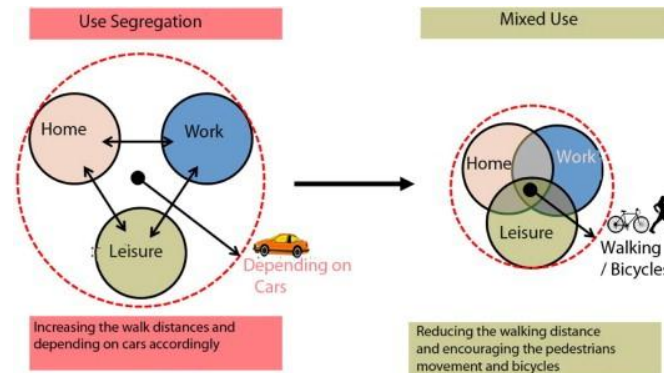 Use Segregation
Home
Work
Leisure
Depending on
Cars
Increasing the walk distances and
depending on cars accordingly
Mixed Use
Home
Work
Leisure
Walking
/ Bicycles
Reducing the walking distance
and encouraging the pedestrians
movement and bicycles